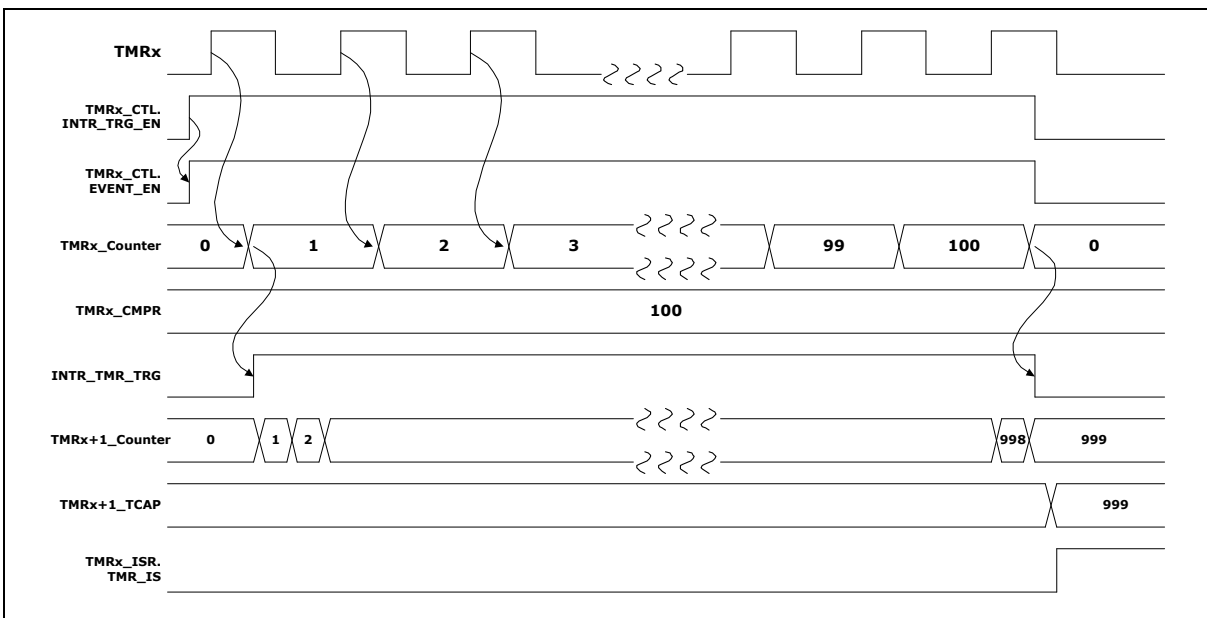 TMRx
TMRx_CTL.
INTR_TRG_EN
TMRx_CTL.
EVENT_EN
TMRx_Counter 0 1 2 3 99 100 0
TMRx_CMPR 100
INTR_TMR_TRG
TMRx+1_Counter 0 1 2 998 999
TMRx+1_TCAP 999
TMRx_ISR.
TMR_IS